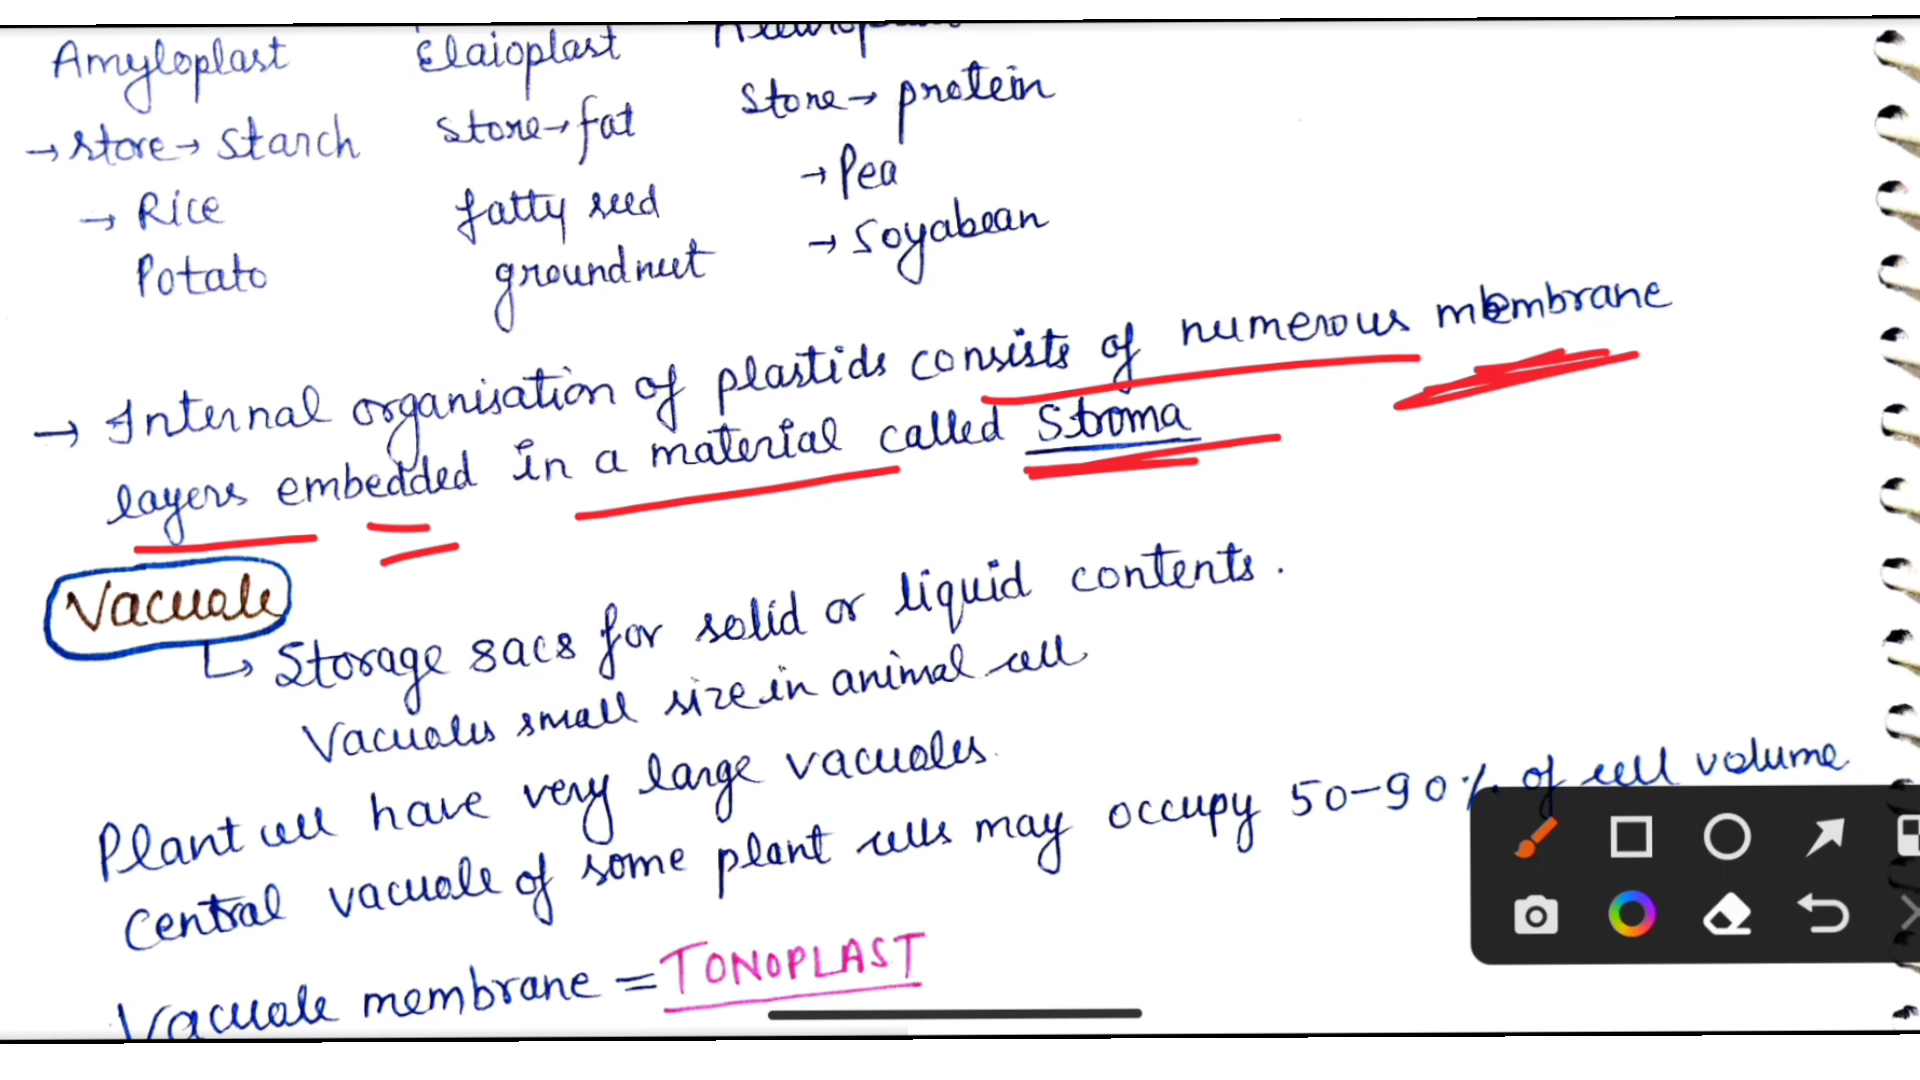 Amyloplast Elaioplast
→ store → starch store → fat store → protein
→ Rice fatty seed → Pea
Potato groundnut → Soyabean
→ Internal organisation of plastids consists of numerous membrane
layers embedded in a material called Stroma
Vacuole
↳ Storage sacs for solid or liquid contents.
Vacuoles small size in animal cell
Plant cell have very large vacuoles.
Central vacuole of some plant cells may occupy 50-90% of cell volume
Vacuole membrane = TONOPLAST